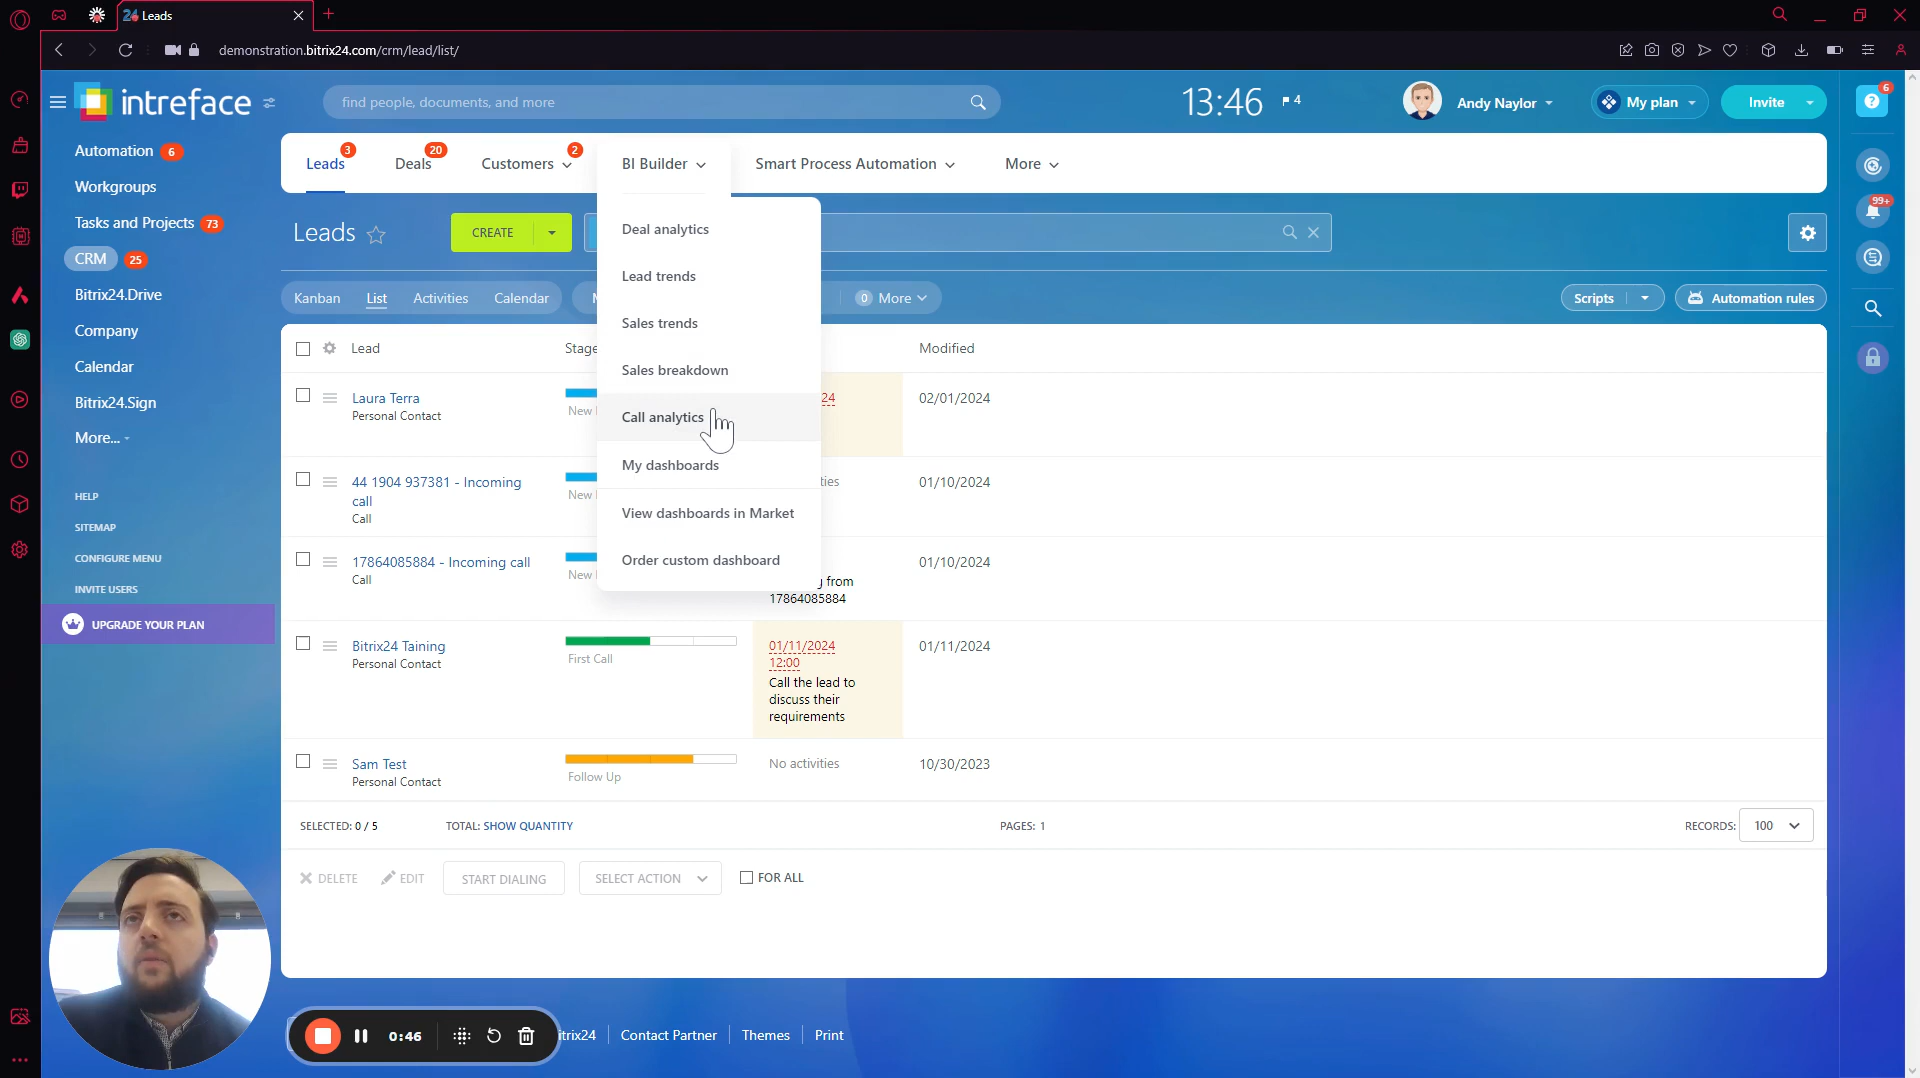 24 Leads
demonstration.bitrix24.com/crm/lead/list/
intreface
find people, documents, and more
13:46
4
Andy Naylor
My plan
Invite
6
Automation 6
Workgroups
Tasks and Projects 73
CRM 25
Bitrix24.Drive
Company
Calendar
Bitrix24.Sign
More...
HELP
SITEMAP
CONFIGURE MENU
INVITE USERS
UPGRADE YOUR PLAN
Leads 3
Deals 20
Customers 2
BI Builder
Smart Process Automation
More
99+
Leads
CREATE
Deal analytics
Lead trends
Sales trends
Sales breakdown
Call analytics
My dashboards
View dashboards in Market
Order custom dashboard
Kanban
List
Activities
Calendar
0 More
Scripts
Automation rules
Lead
Stage
Modified
Laura Terra
Personal Contact
New
24
02/01/2024
44 1904 937381 - Incoming
call
Call
New
ties
01/10/2024
17864085884 - Incoming call
Call
New
from
17864085884
01/10/2024
Bitrix24 Taining
Personal Contact
First Call
01/11/2024
12:00
Call the lead to
discuss their
requirements
01/11/2024
Sam Test
Personal Contact
Follow Up
No activities
10/30/2023
SELECTED: 0 / 5
TOTAL: SHOW QUANTITY
PAGES: 1
RECORDS: 100
DELETE
EDIT
START DIALING
SELECT ACTION
FOR ALL
0:46
itrix24
Contact Partner
Themes
Print